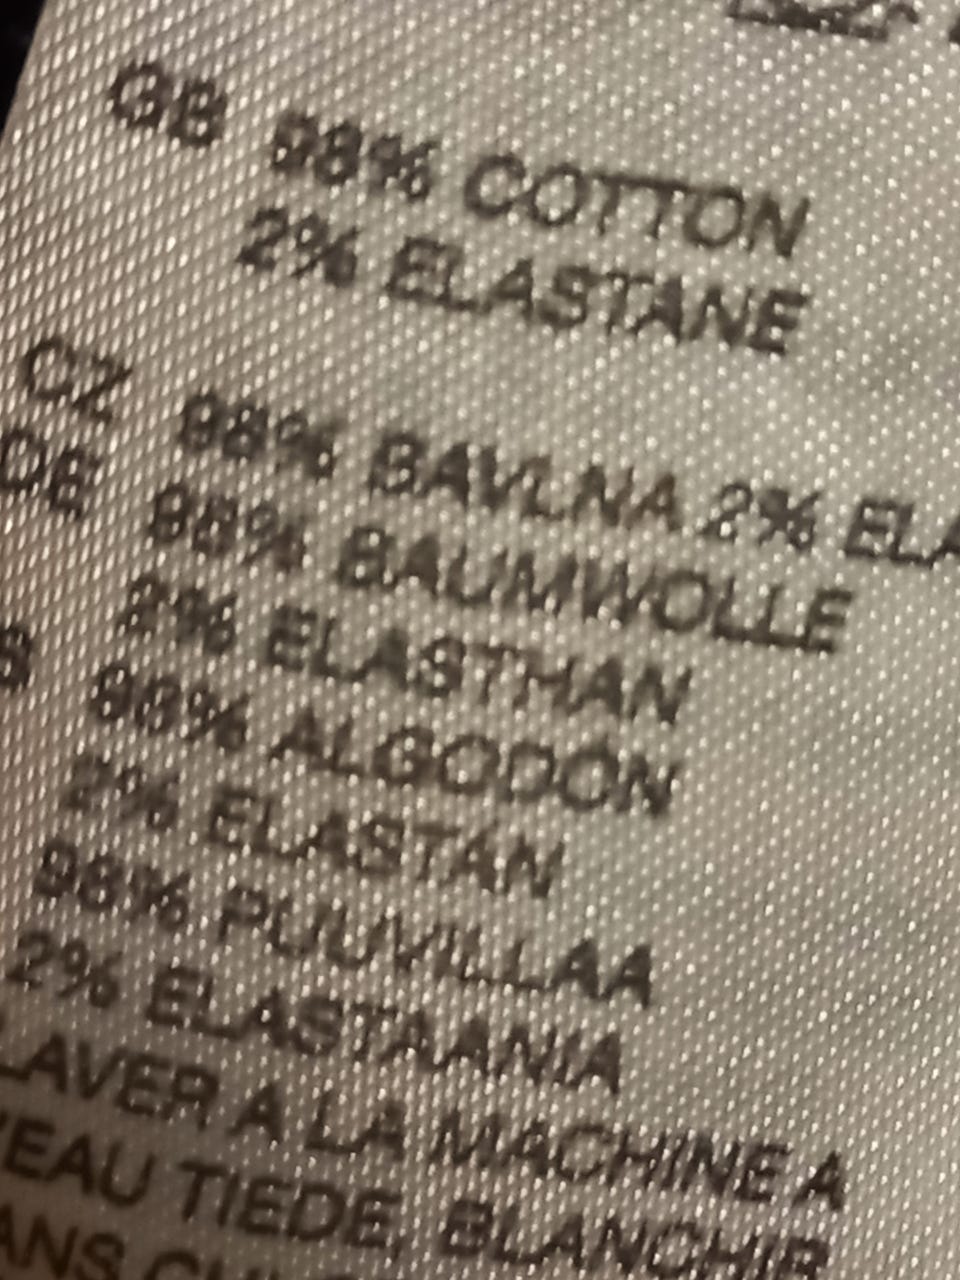 GB 98% COTTON
2% ELASTANE
CZ 98% BAVLNA 2% ELA
DE 98% BAUMWOLLE
2% ELASTHAN
S 98% ALGODÓN
2% ELASTÁN
98% PUUVILLAA
2% ELASTAANIA
LAVER A LA MACHINE A
'EAU TIEDE, BLANCHIR
ANS